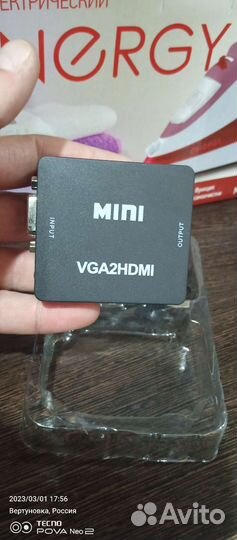 ЕКТРИЧЕСКИЙ
NERGY
MINI
INPUT
OUTPUT
VGA2HDMI
2023/03/01 17:56
Вертуновка, Россия
TECNO
POVA Neo 2
Avito